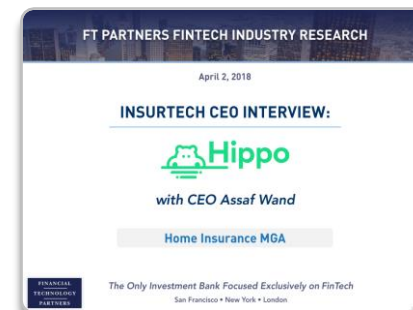 FT PARTNERS FINTECH INDUSTRY RESEARCH
April 2, 2018
INSURTECH CEO INTERVIEW:
Hippo
with CEO Assaf Wand
Home Insurance MGA
FINANCIAL
TECHNOLOGY
PARTNERS
The Only Investment Bank Focused Exclusively on FinTech
San Francisco • New York • London